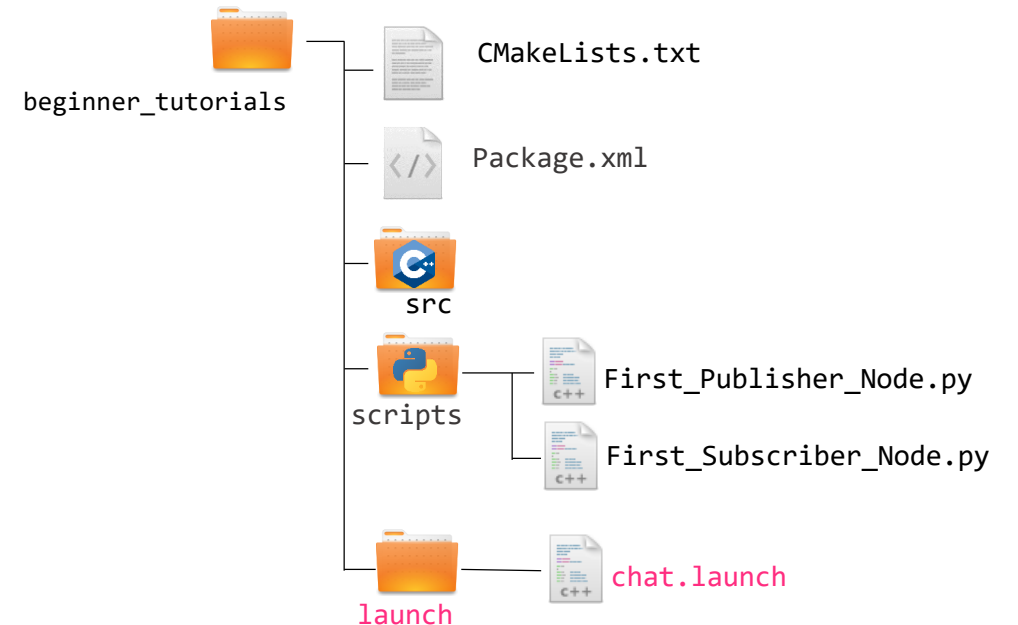 beginner_tutorials
CMakeLists.txt
</>
Package.xml
C++
src
scripts
C++
First_Publisher_Node.py
C++
First_Subscriber_Node.py
launch
C++
chat.launch